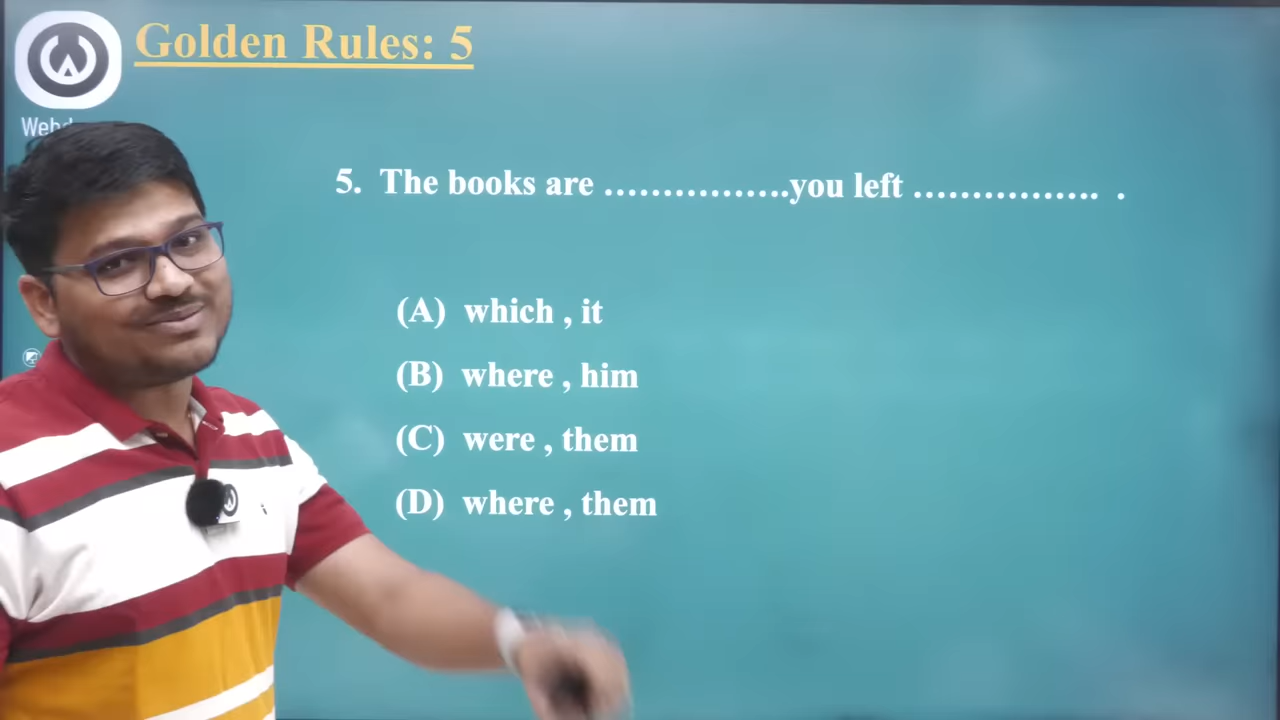 Golden Rules: 5
5. The books are ................you left ................ .
(A) which , it
(B) where , him
(C) were , them
(D) where , them